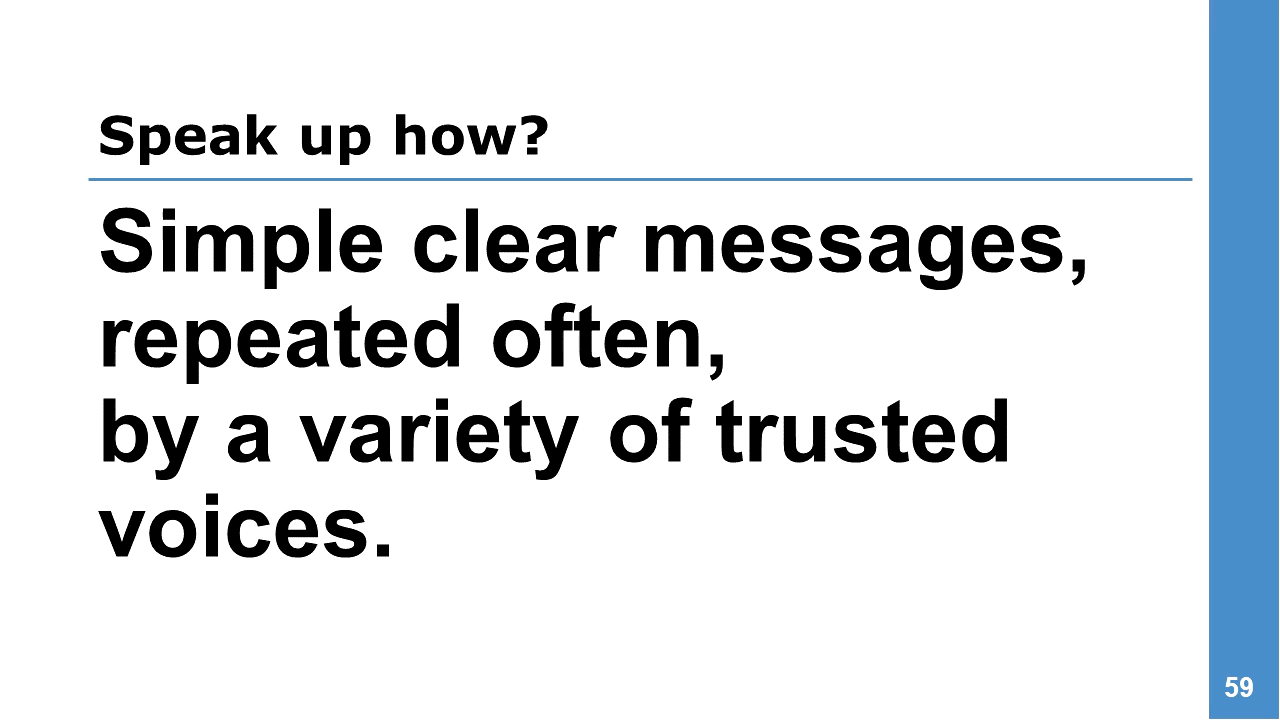 Speak up how?
Simple clear messages,
repeated often,
by a variety of trusted
voices.
59